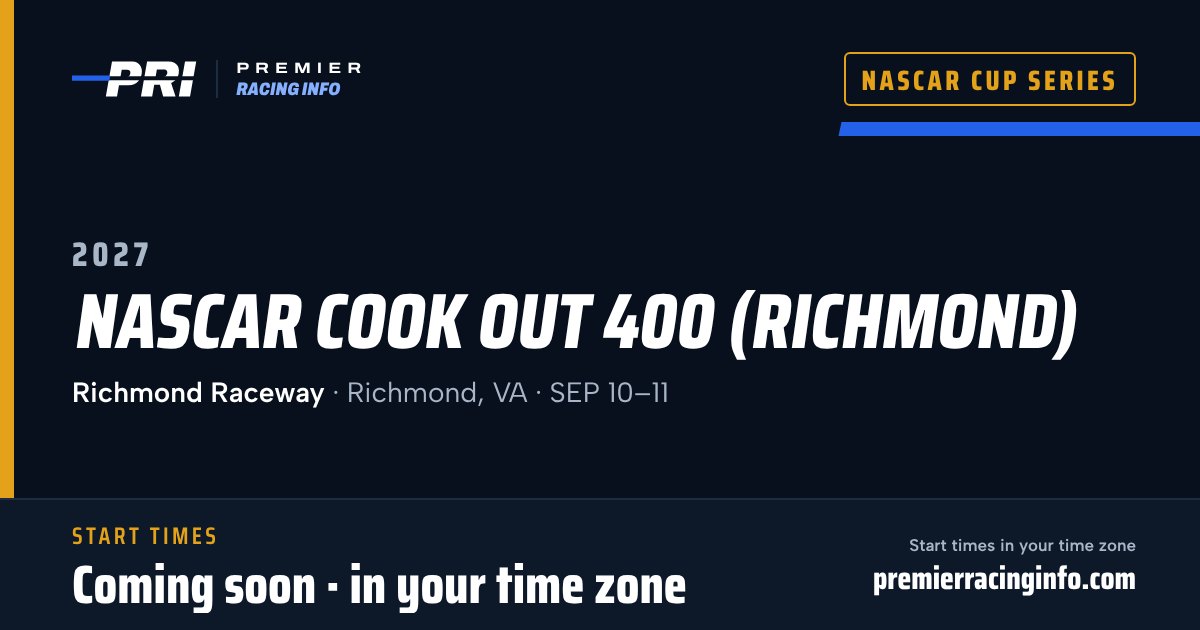 PRI
PREMIER
RACING INFO
NASCAR CUP SERIES
2027
NASCAR COOK OUT 400 (RICHMOND)
Richmond Raceway · Richmond, VA · SEP 10–11
START TIMES
Coming soon · in your time zone
Start times in your time zone
premierracinginfo.com